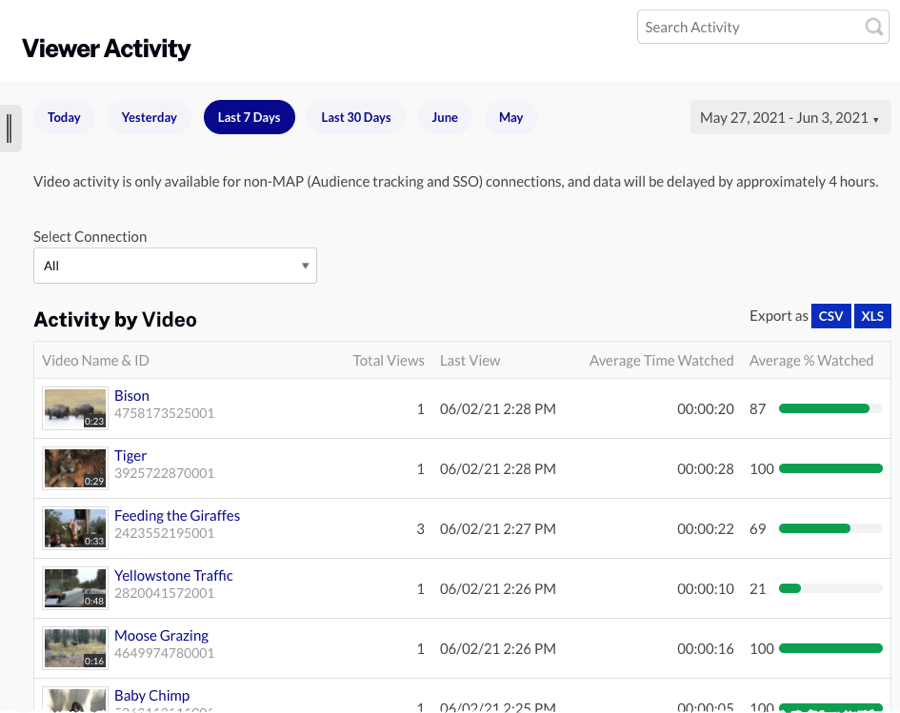 Search Activity
Viewer Activity
Today Yesterday Last 7 Days Last 30 Days June May May 27, 2021 - Jun 3, 2021
Video activity is only available for non-MAP (Audience tracking and SSO) connections, and data will be delayed by approximately 4 hours.
Select Connection
All
Activity by Video Export as CSV XLS
Video Name & ID Total Views Last View Average Time Watched Average % Watched
Bison
0:23 4758173525001 1 06/02/21 2:28 PM 00:00:20 87
Tiger
0:29 3925722870001 1 06/02/21 2:28 PM 00:00:28 100
Feeding the Giraffes
0:33 2423552195001 3 06/02/21 2:27 PM 00:00:22 69
Yellowstone Traffic
0:48 2820041572001 1 06/02/21 2:26 PM 00:00:10 21
Moose Grazing
0:16 4649974780001 1 06/02/21 2:26 PM 00:00:16 100
Baby Chimp
1 06/02/21 2:25 PM 00:00:05 100